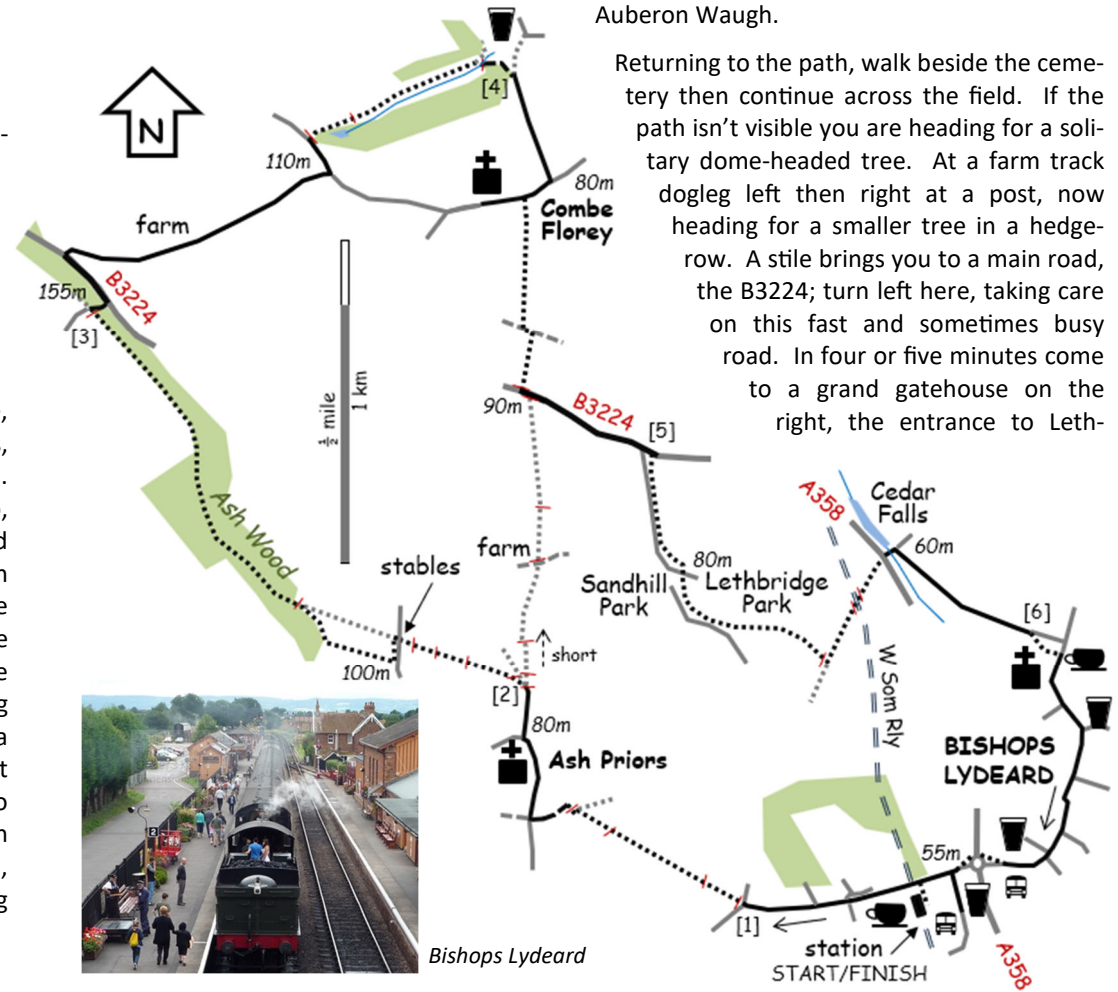 Auberon Waugh.
Returning to the path, walk beside the ceme-
tery then continue across the field. If the
path isn't visible you are heading for a soli-
tary dome-headed tree. At a farm track
dogleg left then right at a post, now
heading for a smaller tree in a hedge-
row. A stile brings you to a main road,
the B3224; turn left here, taking care
on this fast and sometimes busy
road. In four or five minutes come
to a grand gatehouse on the
right, the entrance to Leth-
N
[4]
110m
80m
Combe
Florey
farm
B3224
155m
[3]
½ mile
1 km
90m
B3224
[5]
Ash Wood
stables
farm
80m
Sandhill
Park
Lethbridge
Park
A358
Cedar
Falls
60m
[6]
short
100m
[2]
80m
Ash Priors
W Som Rly
BISHOPS
LYDEARD
55m
[1]
station
START/FINISH
A358
2
Bishops Lydeard
-
,
,
.
,
d
n
e
e
e
g
a
t
o
n
,
g